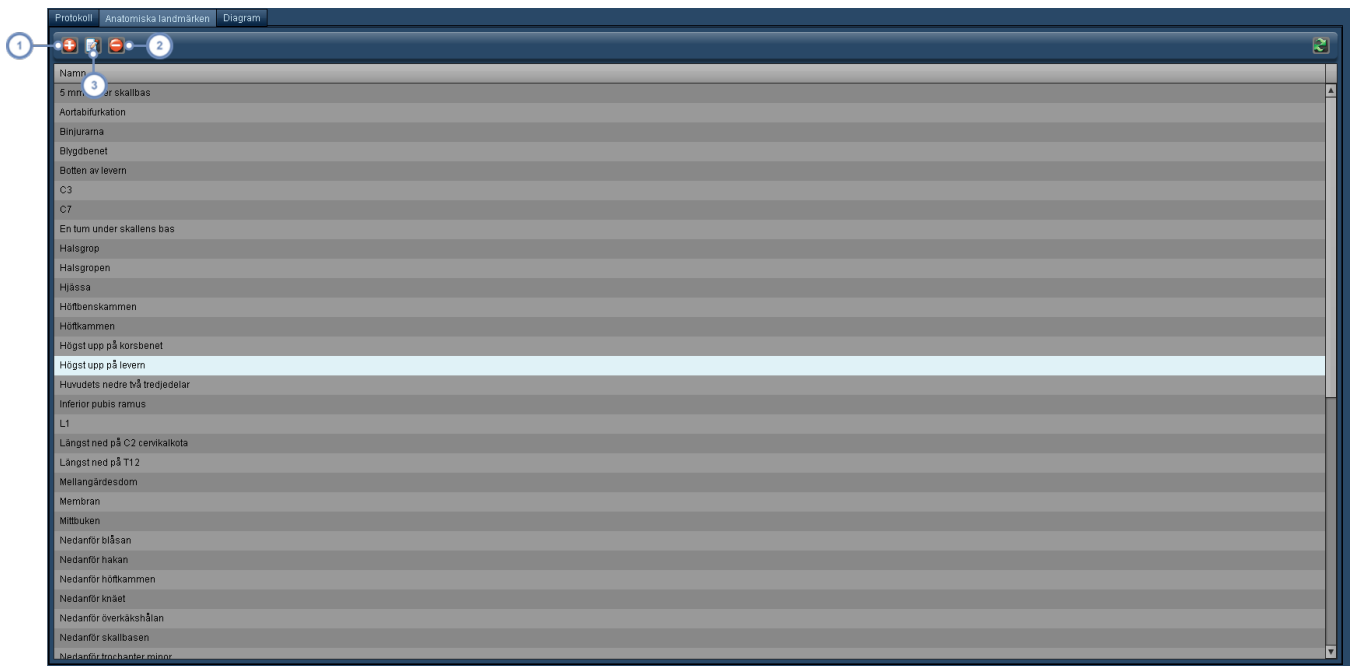 Protokoll Anatomiska landmärken Diagram
1 2
3
Namn
5 mm er skallbas
Aortabifurkation
Binjurarna
Blygdbenet
Botten av levern
C3
C7
En tum under skallens bas
Halsgrop
Halsgropen
Hjässa
Höftbenskammen
Höftkammen
Högst upp på korsbenet
Högst upp på levern
Huvudets nedre två tredjedelar
Inferior pubis ramus
L1
Längst ned på C2 cervikalkota
Längst ned på T12
Mellangärdesdom
Membran
Mittbuken
Nedanför blåsan
Nedanför hakan
Nedanför höftkammen
Nedanför knäet
Nedanför överkäkshålan
Nedanför skallbasen
Nedanför trochanter minor